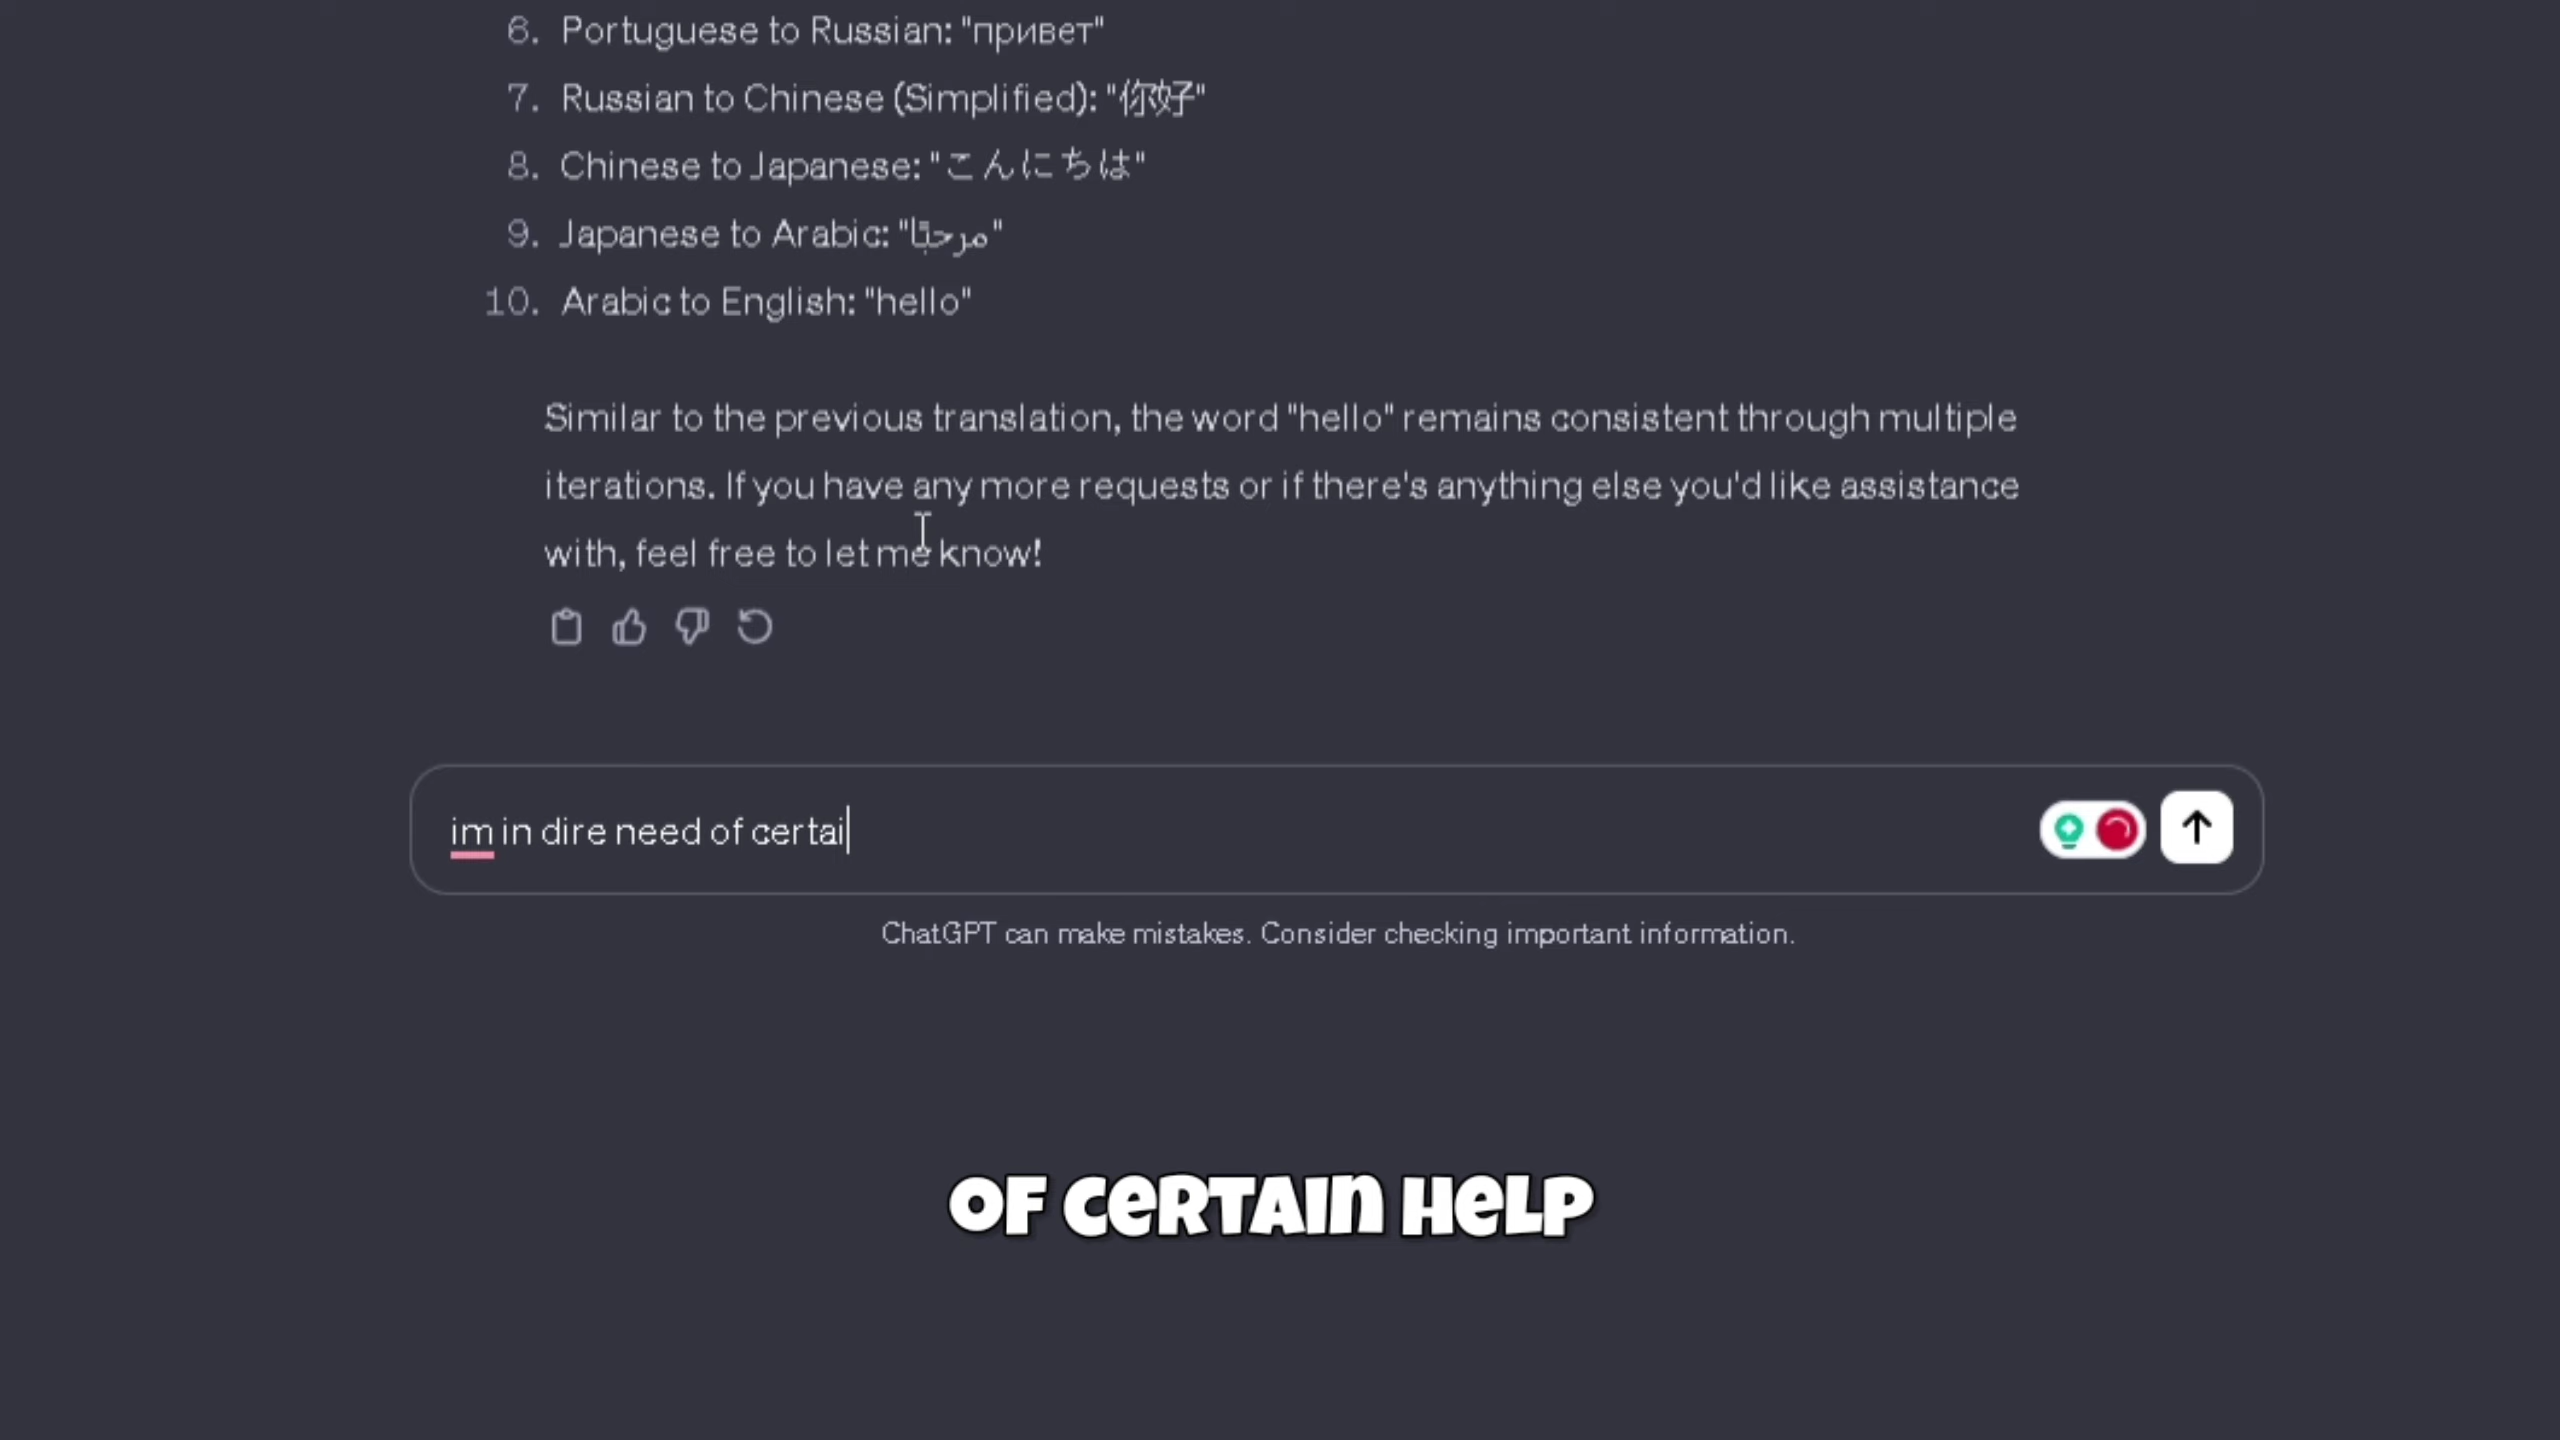 6. Portuguese to Russian: "привет"
7. Russian to Chinese (Simplified): "你好"
8. Chinese to Japanese: "こんにちは"
9. Japanese to Arabic: "مرحبًا"
10. Arabic to English: "hello"
Similar to the previous translation, the word "hello" remains consistent through multiple
iterations. If you have any more requests or if there's anything else you'd like assistance
with, feel free to let me know!
im in dire need of certai
ChatGPT can make mistakes. Consider checking important information.
OF CERTAIN HELP